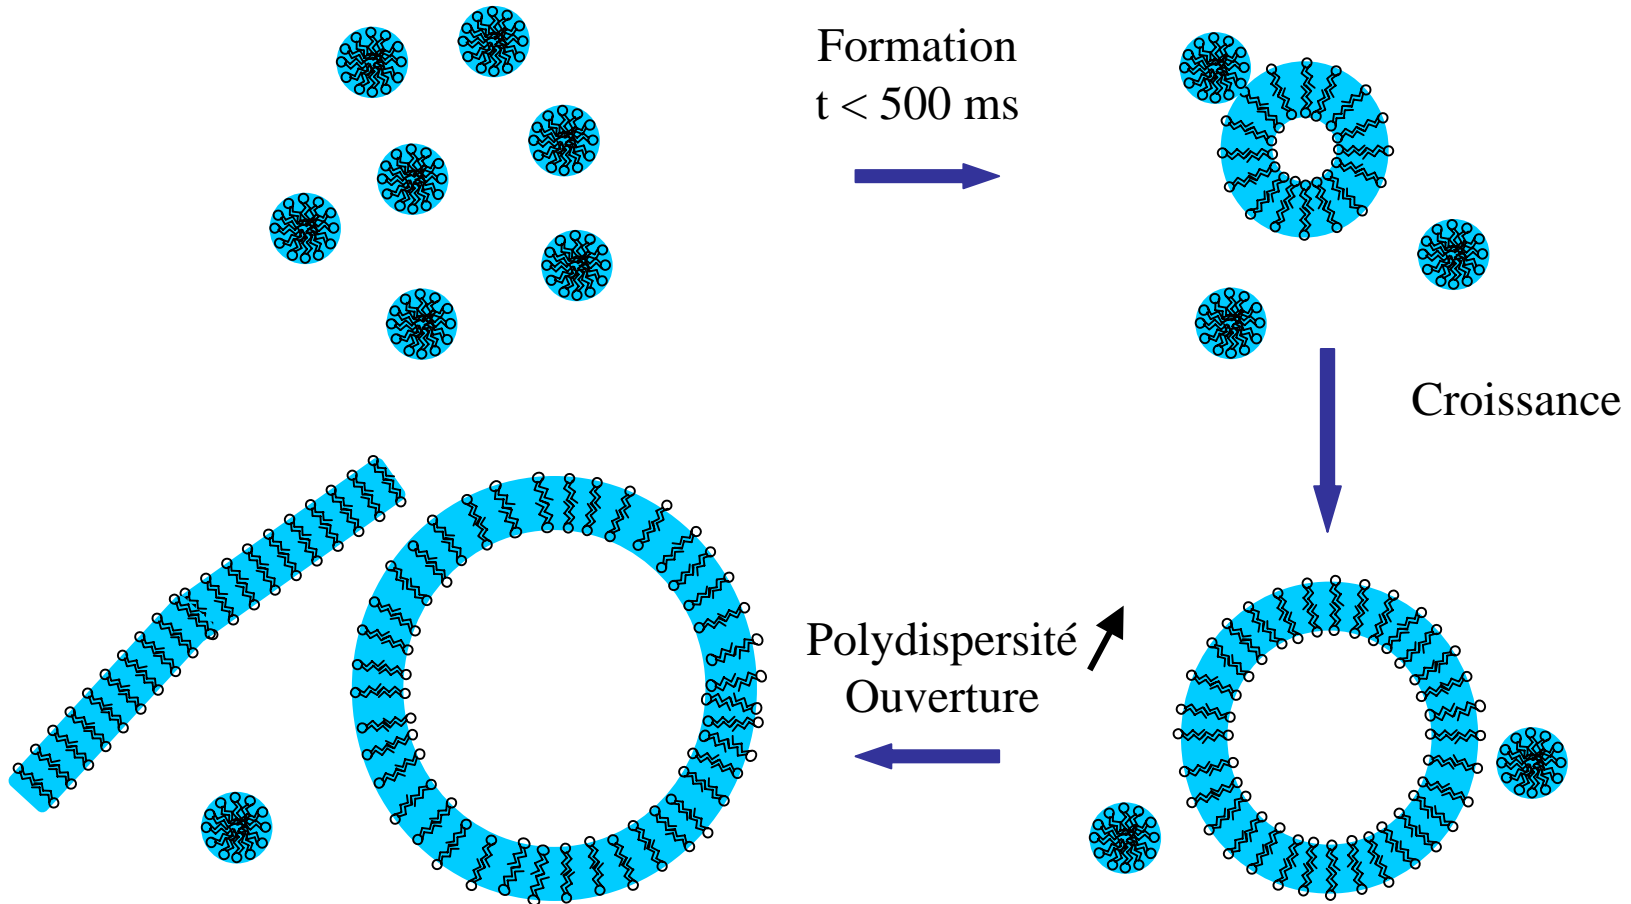 Formation
t < 500 ms
Croissance
Polydispersité
Ouverture